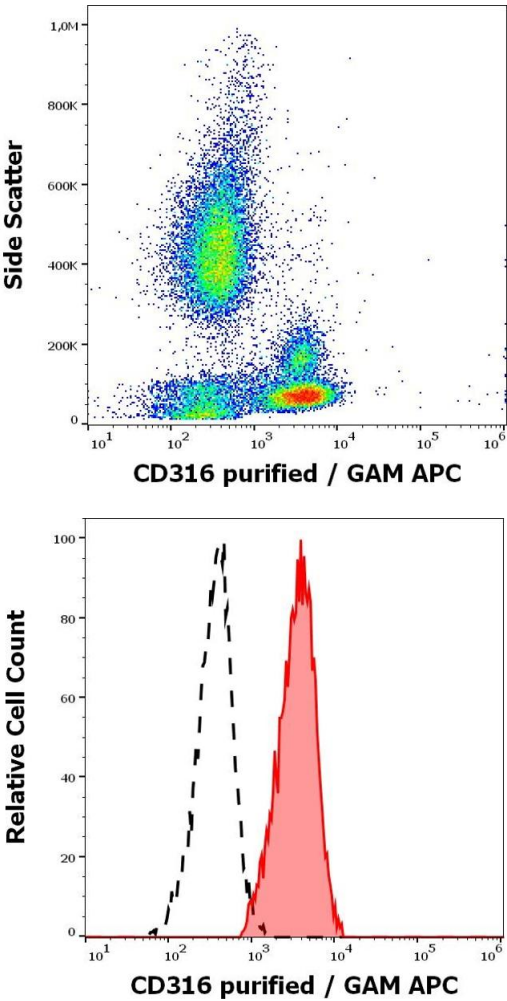 1,0M
800K
600K
400K
200K
0
Side Scatter
10¹ 10² 10³ 10⁴ 10⁵ 10⁶
CD316 purified / GAM APC
100
80
60
40
20
0
Relative Cell Count
10¹ 10² 10³ 10⁴ 10⁵ 10⁶
CD316 purified / GAM APC